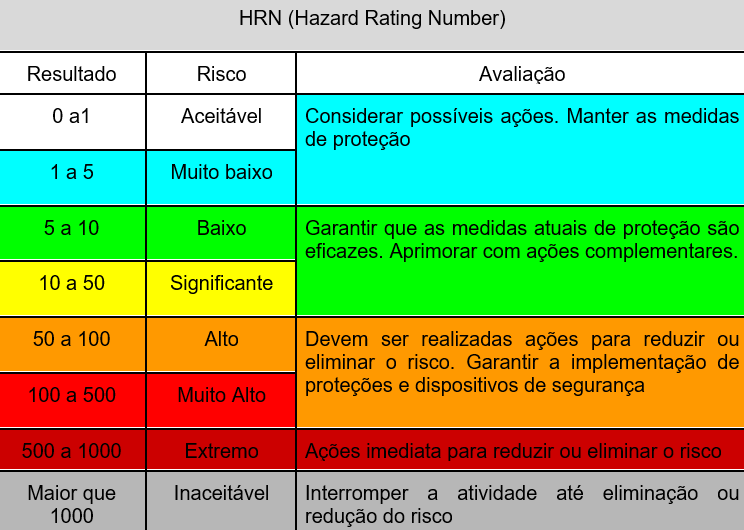 HRN (Hazard Rating Number)
Resultado Risco Avaliação
0 a1 Aceitável Considerar possíveis ações. Manter as medidas
de proteção
1 a 5 Muito baixo
5 a 10 Baixo Garantir que as medidas atuais de proteção são
eficazes. Aprimorar com ações complementares.
10 a 50 Significante
50 a 100 Alto Devem ser realizadas ações para reduzir ou
eliminar o risco. Garantir a implementação de
proteções e dispositivos de segurança
100 a 500 Muito Alto
500 a 1000 Extremo Ações imediata para reduzir ou eliminar o risco
Maior que Inaceitável Interromper a atividade até eliminação ou
1000 redução do risco